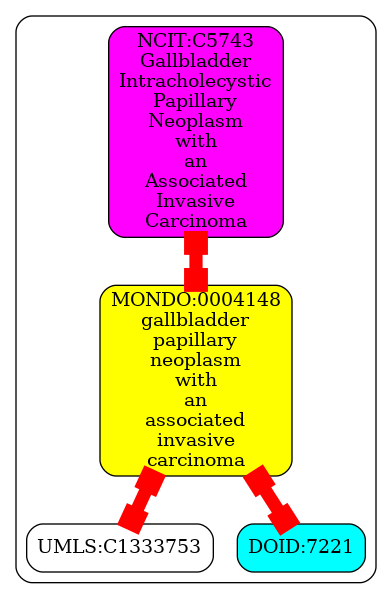 NCIT:C5743
Gallbladder
Intracholecystic
Papillary
Neoplasm
with
an
Associated
Invasive
Carcinoma
MONDO:0004148
gallbladder
papillary
neoplasm
with
an
associated
invasive
carcinoma
UMLS:C1333753
DOID:7221